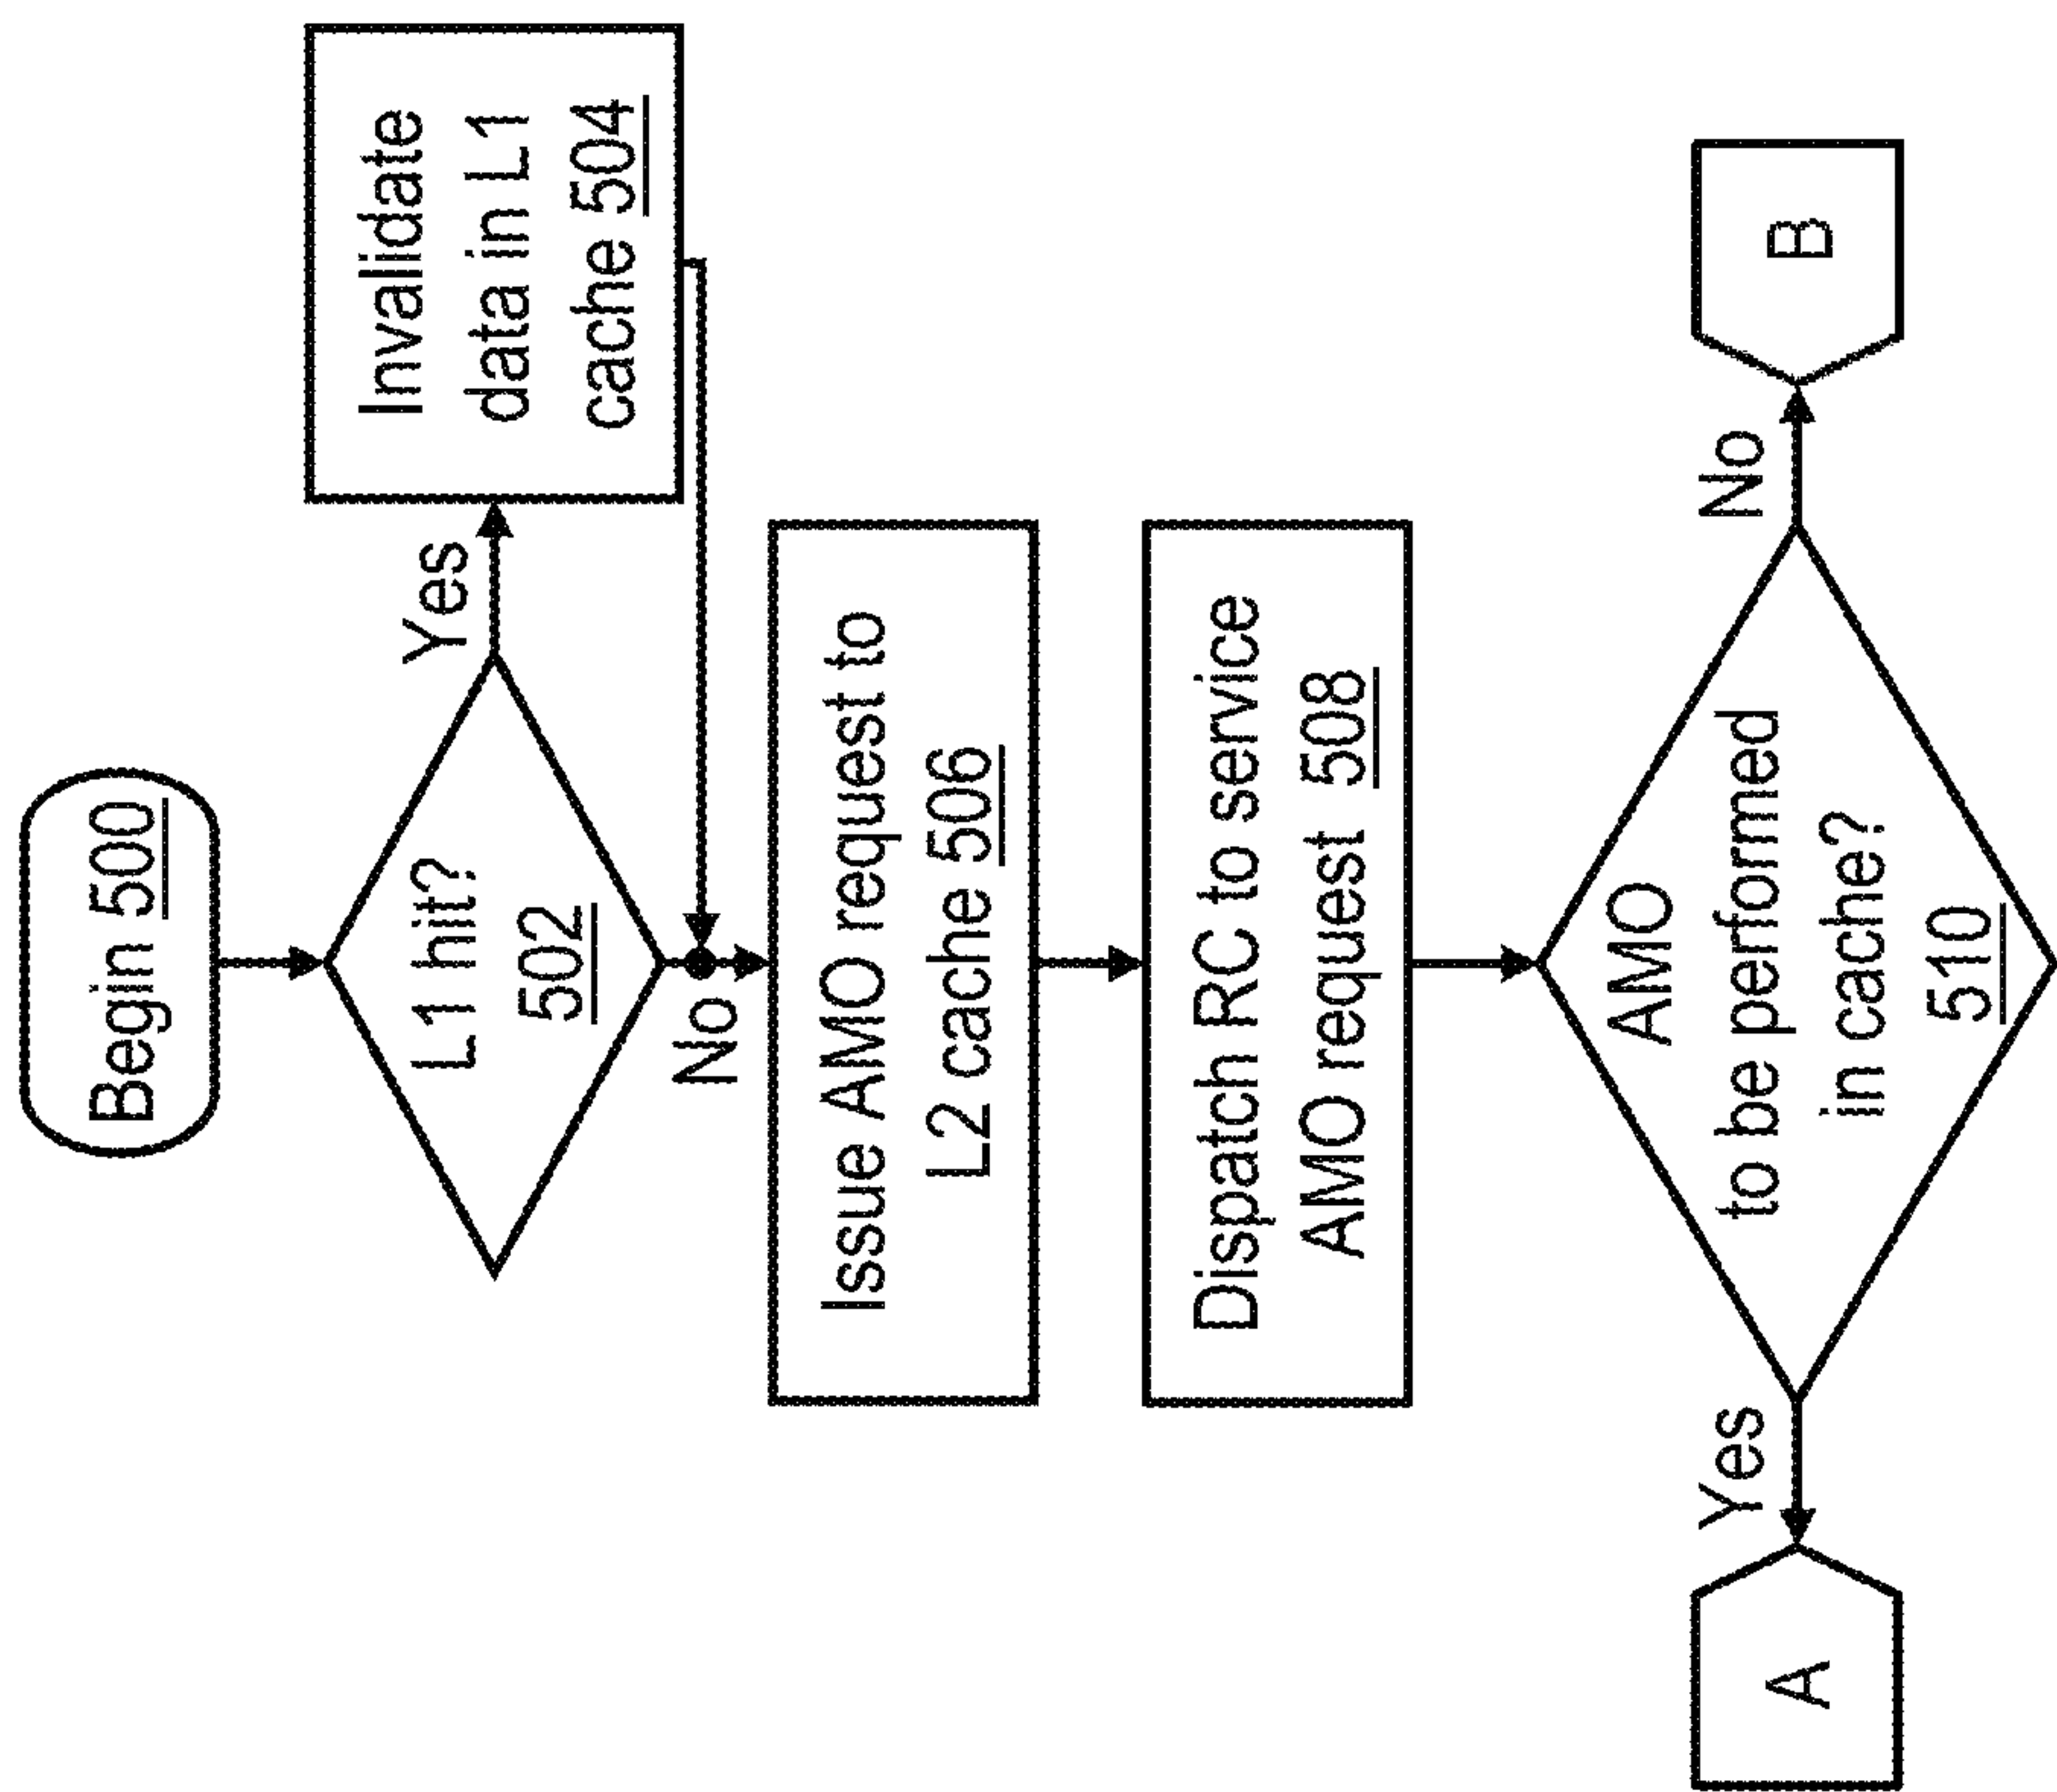 Begin 500
L1 hit?
502
Yes
Invalidate
data in L1
cache 504
No
Issue AMO request to
L2 cache 506
Dispatch RC to service
AMO request 508
AMO
to be performed
in cache?
510
Yes
No
A
B